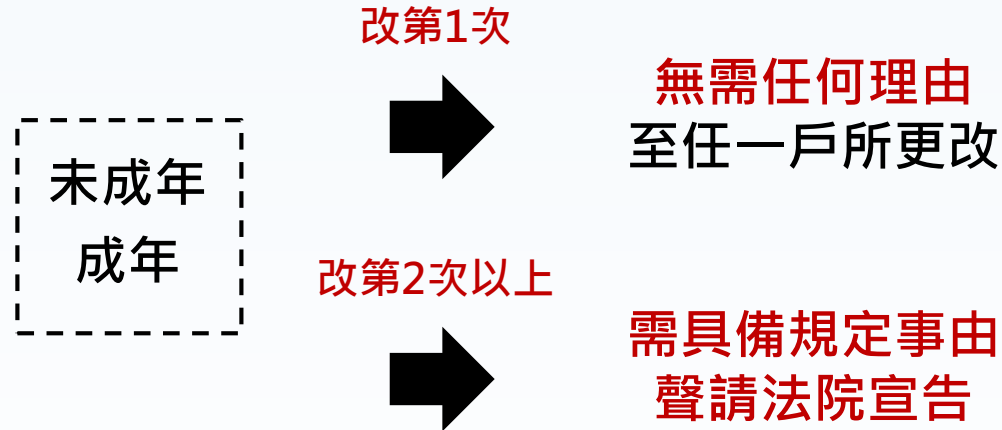 改第1次
無需任何理由
至任一戶所更改
未成年
成年
改第2次以上
需具備規定事由
聲請法院宣告